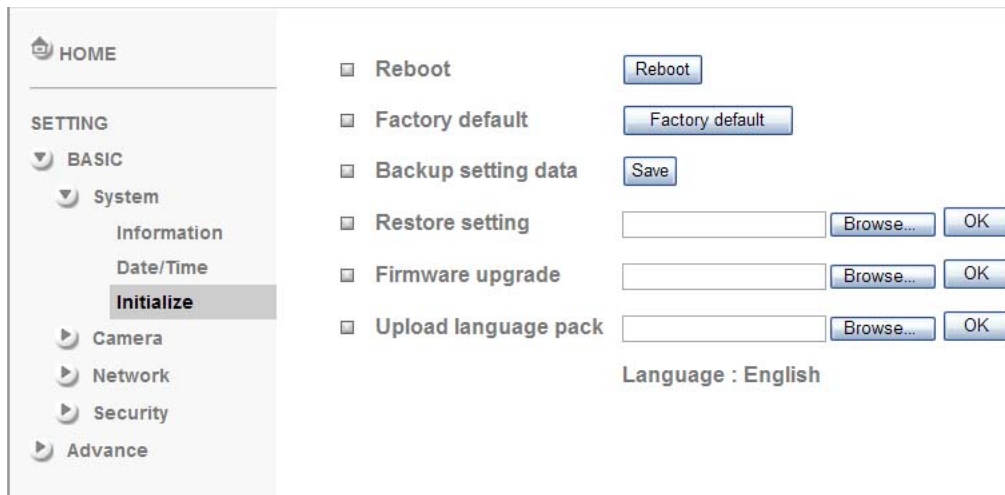 HOME
SETTING
BASIC
System
Information
Date/Time
Initialize
Camera
Network
Security
Advance
Reboot Reboot
Factory default Factory default
Backup setting data Save
Restore setting Browse... OK
Firmware upgrade Browse... OK
Upload language pack Browse... OK
Language : English